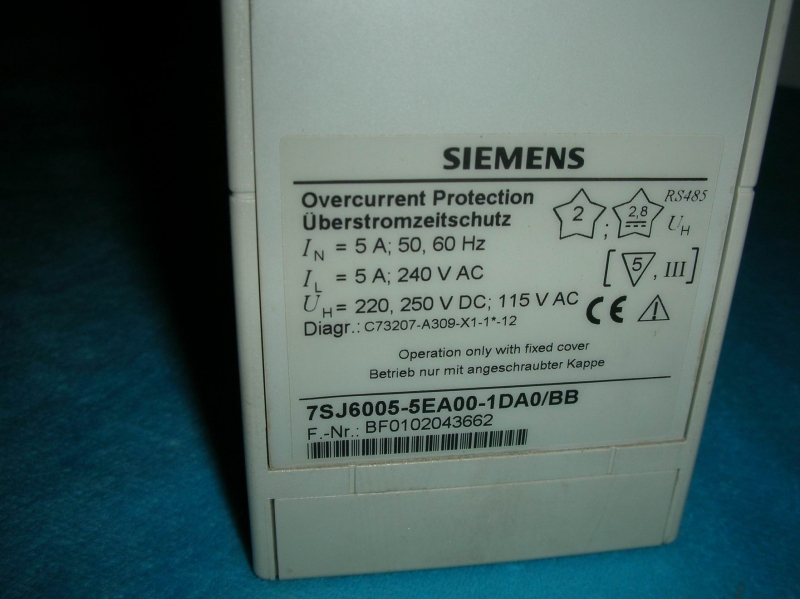 SIEMENS
Overcurrent Protection
Überstromzeitschutz
2 ; 2,8 RS485
UH
IN = 5 A; 50, 60 Hz
IL = 5 A; 240 V AC
[ 5 , III ]
UH = 220, 250 V DC; 115 V AC CE
Diagr.: C73207-A309-X1-1*-12
Operation only with fixed cover
Betrieb nur mit angeschraubter Kappe
7SJ6005-5EA00-1DA0/BB
F.-Nr.: BF0102043662